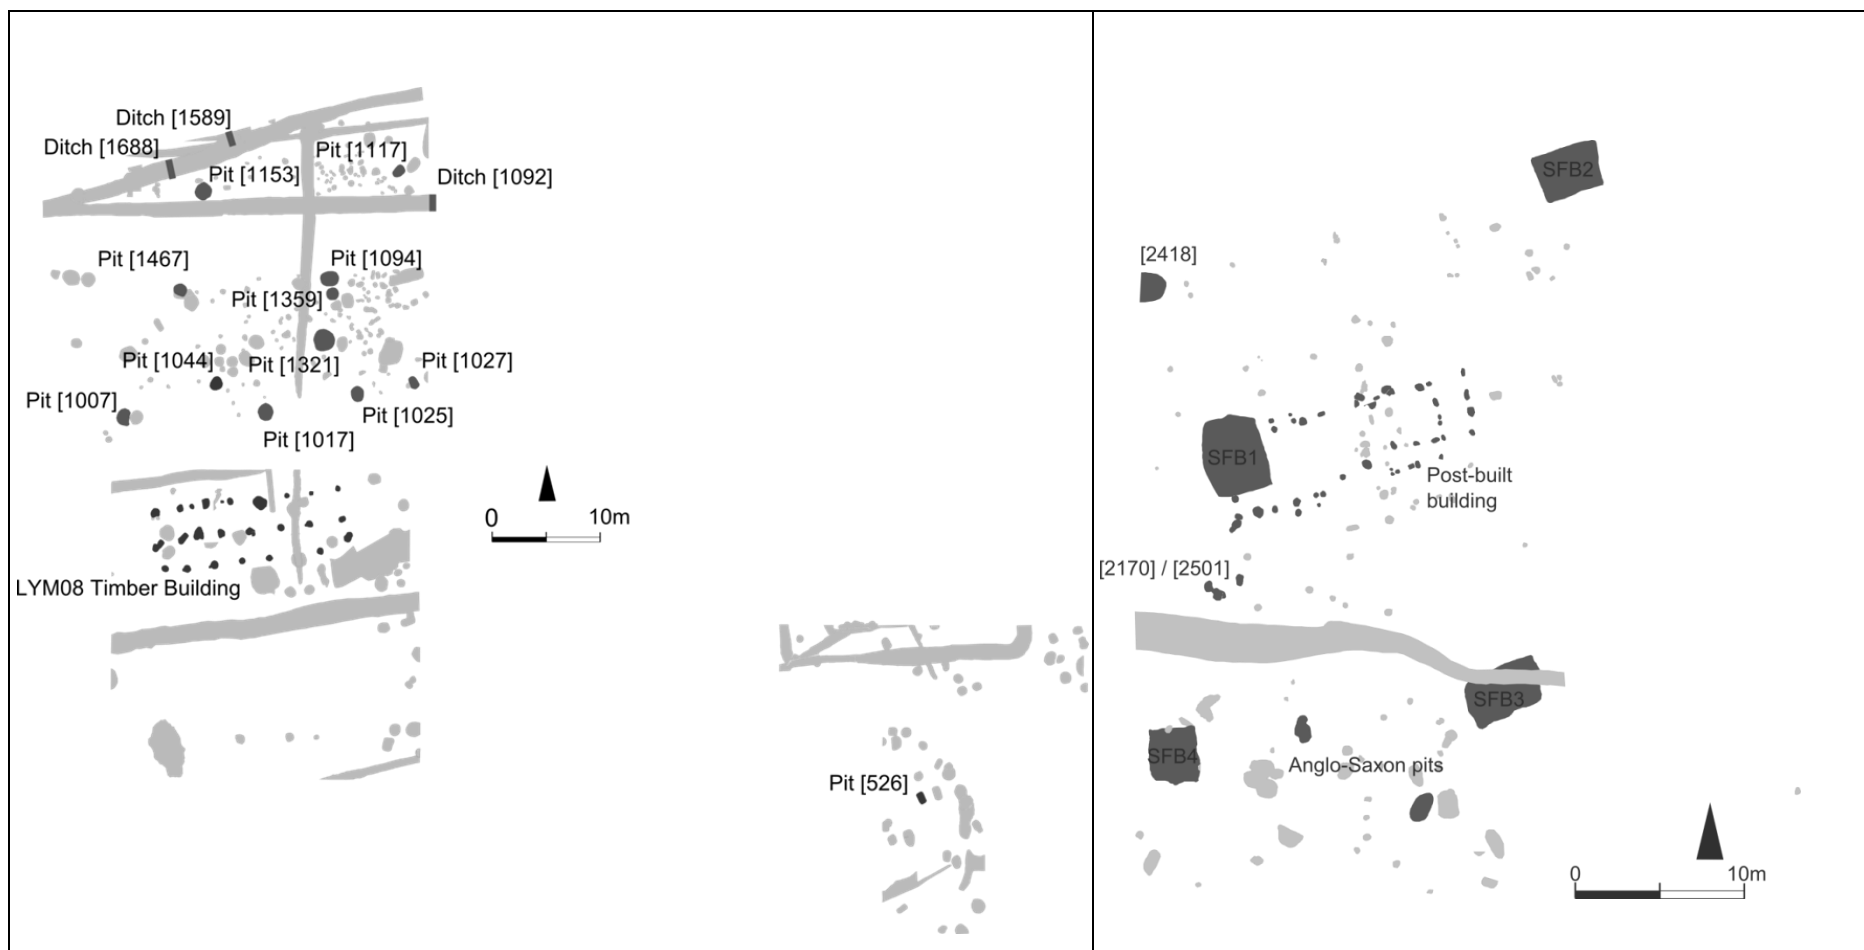 Ditch [1589]
Ditch [1688]
Pit [1117]
Pit [1153]
Ditch [1092]
Pit [1467]
Pit [1094]
Pit [1359]
Pit [1044]
Pit [1321]
Pit [1027]
Pit [1007]
Pit [1025]
Pit [1017]
0 10m
LYM08 Timber Building
Pit [526]
SFB2
[2418]
SFB1
Post-built
building
[2170] / [2501]
SFB3
SFB4
Anglo-Saxon pits
0 10m